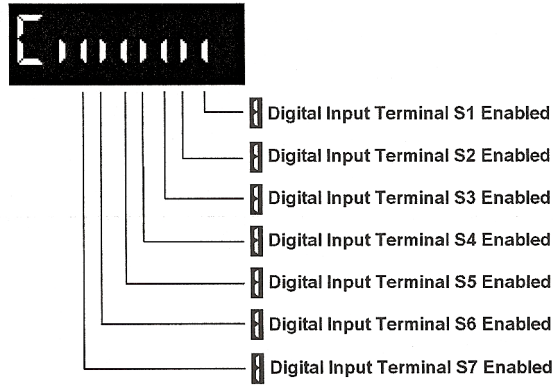 Digital Input Terminal S1 Enabled
Digital Input Terminal S2 Enabled
Digital Input Terminal S3 Enabled
Digital Input Terminal S4 Enabled
Digital Input Terminal S5 Enabled
Digital Input Terminal S6 Enabled
Digital Input Terminal S7 Enabled